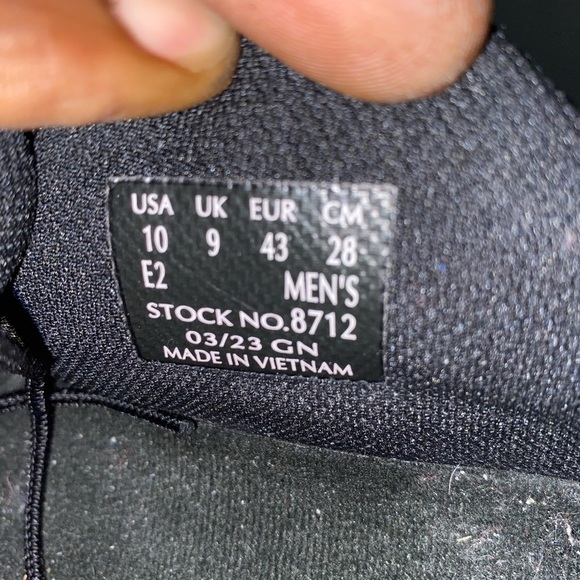 USA UK EUR CM
10 9 43 28
E2 MEN'S
STOCK NO.8712
03/23 GN
MADE IN VIETNAM